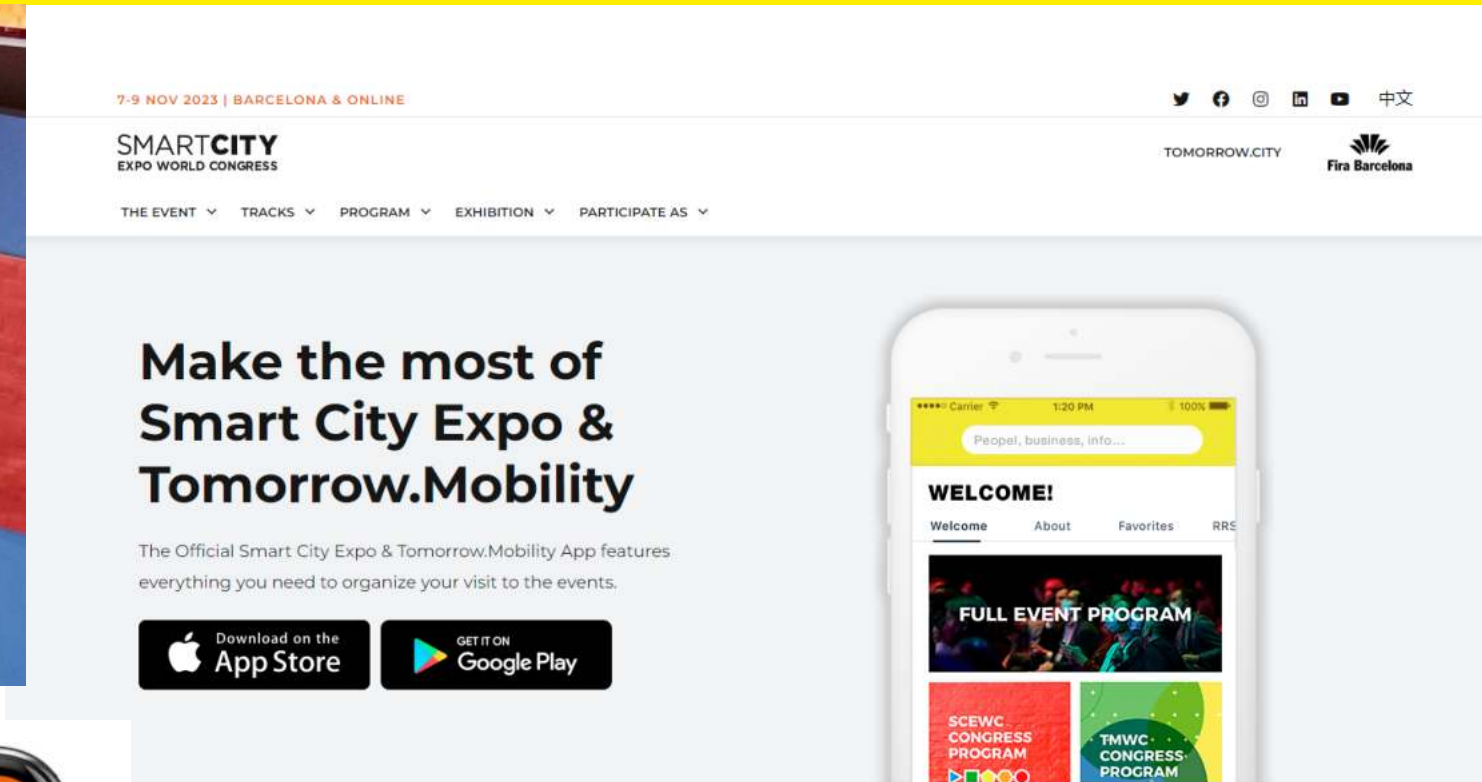 7-9 NOV 2023 | BARCELONA & ONLINE
中文
SMARTCITY
EXPO WORLD CONGRESS
TOMORROW.CITY
Fira Barcelona
THE EVENT
TRACKS
PROGRAM
EXHIBITION
PARTICIPATE AS
Make the most of
Smart City Expo &
Tomorrow.Mobility
The Official Smart City Expo & Tomorrow.Mobility App features
everything you need to organize your visit to the events.
Download on the
App Store
GET IT ON
Google Play
Carrier
1:20 PM
100%
Peopel, business, info...
WELCOME!
Welcome
About
Favorites
RRS
FULL EVENT PROGRAM
SCEWC
CONGRESS
PROGRAM
TMWC
CONGRESS
PROGRAM